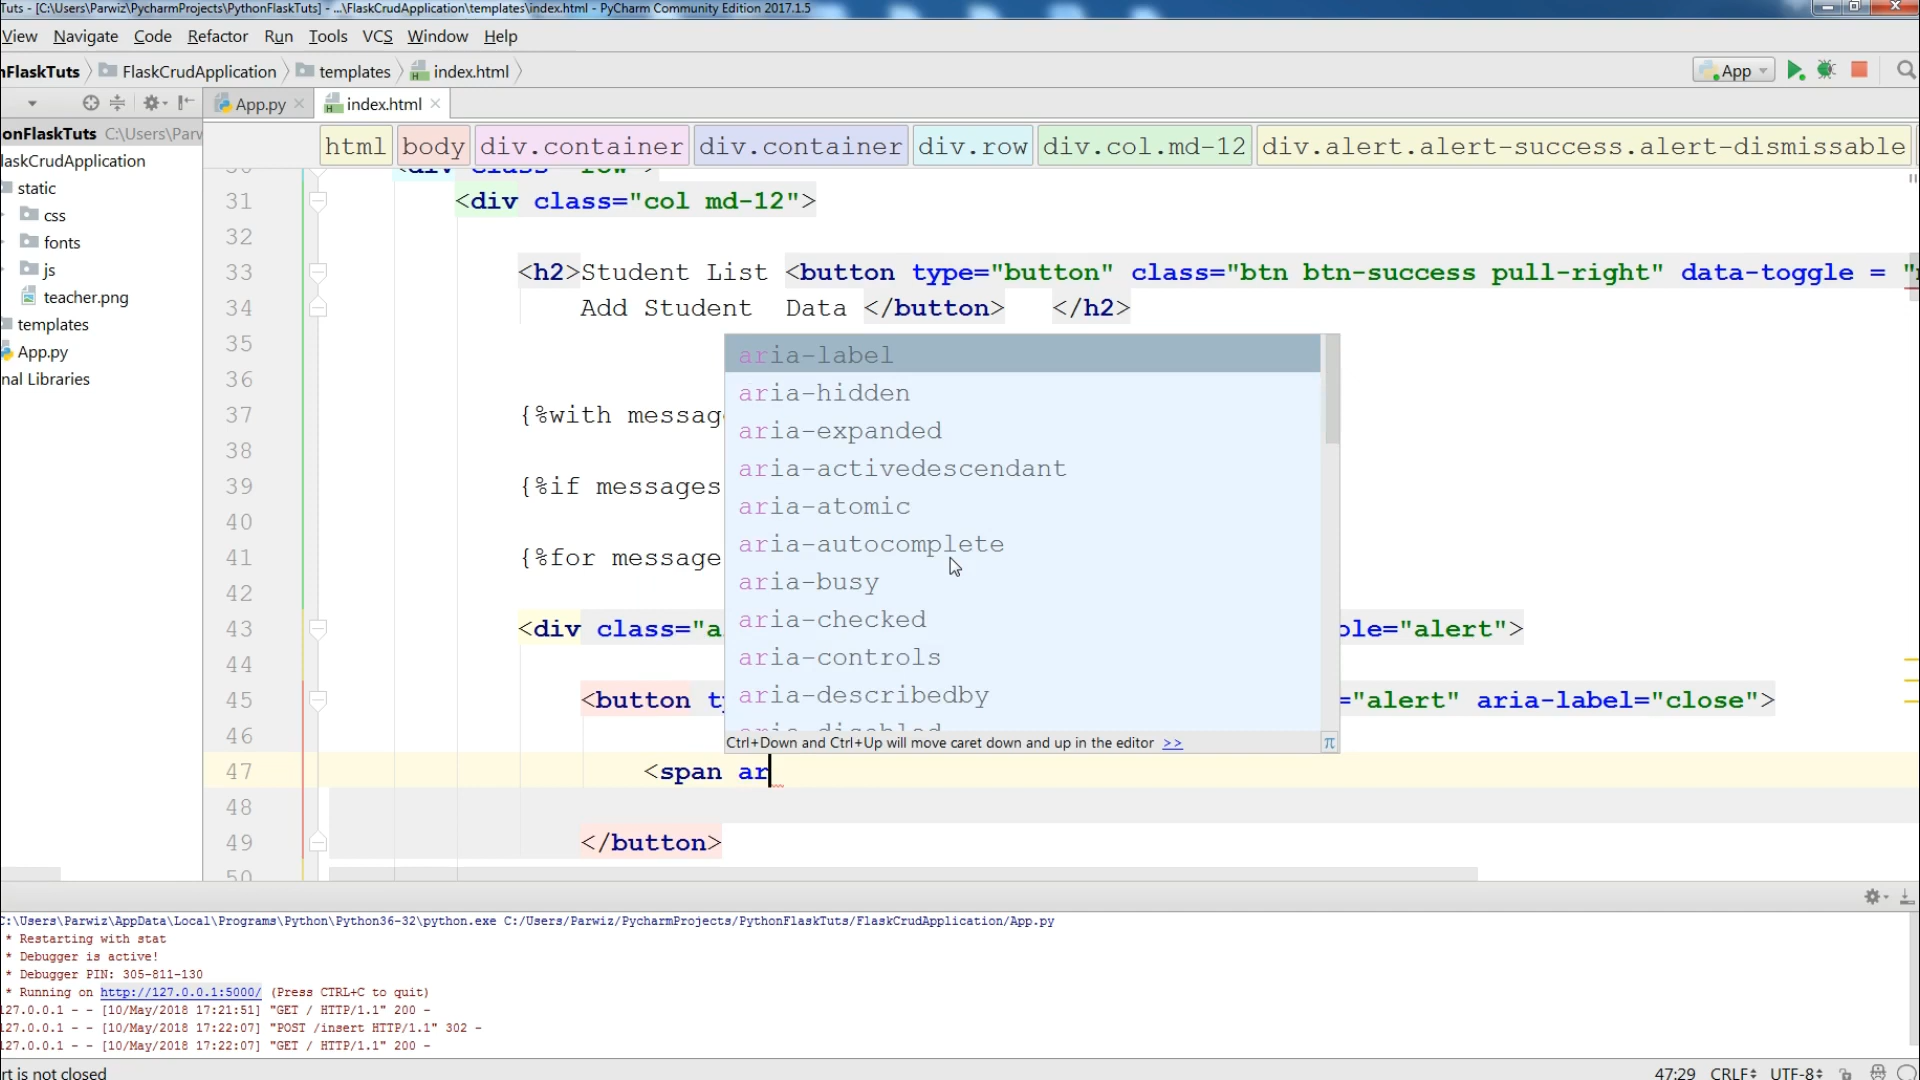 Tuts - [C:\Users\Parwiz\PycharmProjects\PythonFlaskTuts] - ...\FlaskCrudApplication\templates\index.html - PyCharm Community Edition 2017.1.5
View Navigate Code Refactor Run Tools VCS Window Help
nFlaskTuts FlaskCrudApplication templates index.html App
App.py index.html
onFlaskTuts C:\Users\Parw
html body div.container div.container div.row div.col.md-12 div.alert.alert-success.alert-dismissable
laskCrudApplication
static
css
fonts
js
teacher.png
templates
App.py
nal Libraries
30 <div class="row">
31 <div class="col md-12">
32
33 <h2>Student List <button type="button" class="btn btn-success pull-right" data-toggle = "
34 Add Student Data </button> </h2>
35
36
37 {%with messag
38
39 {%if messages
40
41 {%for message
42
43 <div class="a ole="alert">
44
45 <button ty ="alert" aria-label="close">
46
47 <span ar
48
49 </button>
50
aria-label
aria-hidden
aria-expanded
aria-activedescendant
aria-atomic
aria-autocomplete
aria-busy
aria-checked
aria-controls
aria-describedby
aria-disabled
Ctrl+Down and Ctrl+Up will move caret down and up in the editor >> π
C:\Users\Parwiz\AppData\Local\Programs\Python\Python36-32\python.exe C:/Users/Parwiz/PycharmProjects/PythonFlaskTuts/FlaskCrudApplication/App.py
* Restarting with stat
* Debugger is active!
* Debugger PIN: 305-811-130
* Running on http://127.0.0.1:5000/ (Press CTRL+C to quit)
127.0.0.1 - - [10/May/2018 17:21:51] "GET / HTTP/1.1" 200 -
127.0.0.1 - - [10/May/2018 17:22:07] "POST /insert HTTP/1.1" 302 -
127.0.0.1 - - [10/May/2018 17:22:07] "GET / HTTP/1.1" 200 -
rt is not closed 47:29 CRLF UTF-8